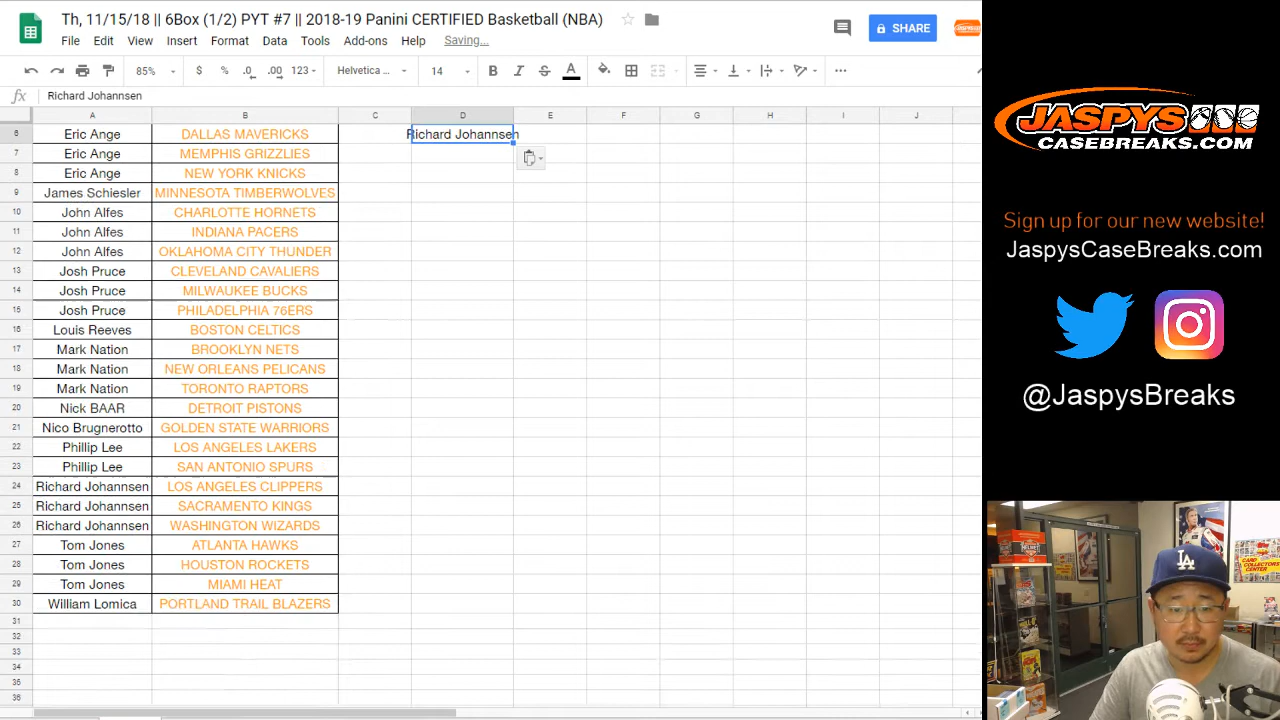 Th, 11/15/18 || 6Box (1/2) PYT #7 || 2018-19 Panini CERTIFIED Basketball (NBA)
File Edit View Insert Format Data Tools Add-ons Help Saving...
SHARE
85% $ % .0 .00 123 Helvetica ... 14 B I S A
fx Richard Johannsen
A B C D E F G H I J
6 Eric Ange DALLAS MAVERICKS Richard Johannsen
7 Eric Ange MEMPHIS GRIZZLIES
8 Eric Ange NEW YORK KNICKS
9 James Schiesler MINNESOTA TIMBERWOLVES
10 John Alfes CHARLOTTE HORNETS
11 John Alfes INDIANA PACERS
12 John Alfes OKLAHOMA CITY THUNDER
13 Josh Pruce CLEVELAND CAVALIERS
14 Josh Pruce MILWAUKEE BUCKS
15 Josh Pruce PHILADELPHIA 76ERS
16 Louis Reeves BOSTON CELTICS
17 Mark Nation BROOKLYN NETS
18 Mark Nation NEW ORLEANS PELICANS
19 Mark Nation TORONTO RAPTORS
20 Nick BAAR DETROIT PISTONS
21 Nico Brugnerotto GOLDEN STATE WARRIORS
22 Phillip Lee LOS ANGELES LAKERS
23 Phillip Lee SAN ANTONIO SPURS
24 Richard Johannsen LOS ANGELES CLIPPERS
25 Richard Johannsen SACRAMENTO KINGS
26 Richard Johannsen WASHINGTON WIZARDS
27 Tom Jones ATLANTA HAWKS
28 Tom Jones HOUSTON ROCKETS
29 Tom Jones MIAMI HEAT
30 William Lomica PORTLAND TRAIL BLAZERS
31
32
33
34
35
36
JASPYS
CASEBREAKS.COM
Sign up for our new website!
JaspysCaseBreaks.com
@JaspysBreaks
LA
CARD
COLLECTORS
CENTER